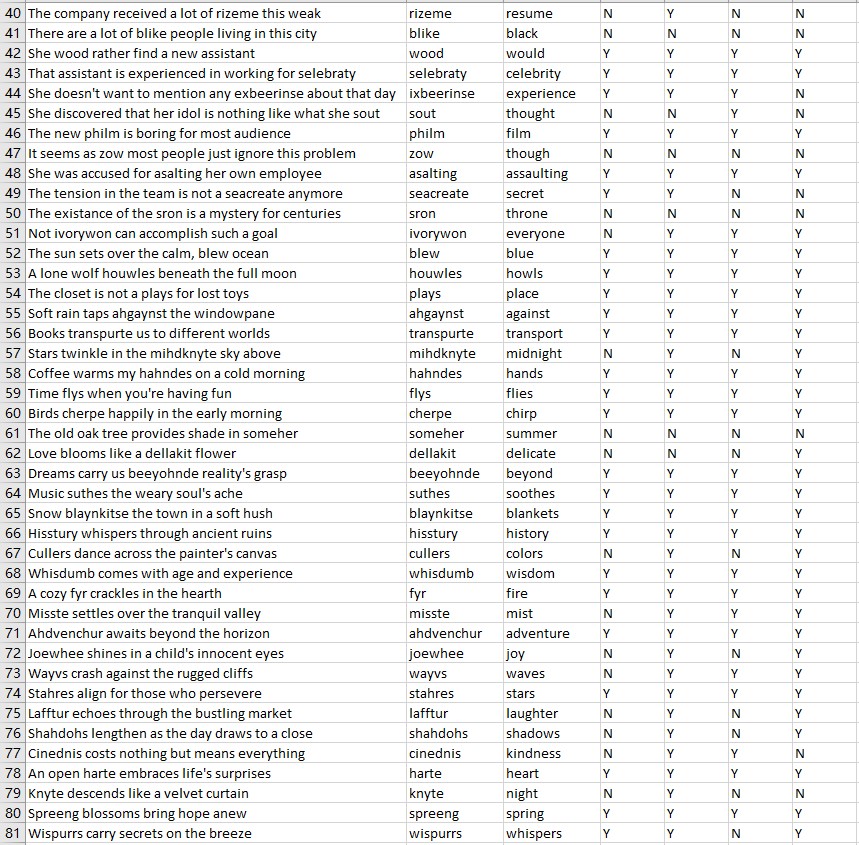 40 The company received a lot of rizeme this weak rizeme resume N Y N N
41 There are a lot of blike people living in this city blike black N N N N
42 She wood rather find a new assistant wood would Y Y Y Y
43 That assistant is experienced in working for selebraty selebraty celebrity Y Y Y Y
44 She doesn't want to mention any exbeerinse about that day ixbeerinse experience Y Y Y N
45 She discovered that her idol is nothing like what she sout sout thought N N Y N
46 The new philm is boring for most audience philm film Y Y Y Y
47 It seems as zow most people just ignore this problem zow though N N N N
48 She was accused for asalting her own employee asalting assaulting Y Y Y Y
49 The tension in the team is not a seacreate anymore seacreate secret Y Y N N
50 The existance of the sron is a mystery for centuries sron throne N N N N
51 Not ivorywon can accomplish such a goal ivorywon everyone N Y Y Y
52 The sun sets over the calm, blew ocean blew blue Y Y Y Y
53 A lone wolf houwles beneath the full moon houwles howls Y Y Y Y
54 The closet is not a plays for lost toys plays place Y Y Y Y
55 Soft rain taps ahgaynst the windowpane ahgaynst against Y Y Y Y
56 Books transpurte us to different worlds transpurte transport Y Y Y Y
57 Stars twinkle in the mihdknyte sky above mihdknyte midnight N Y N Y
58 Coffee warms my hahndes on a cold morning hahndes hands Y Y Y Y
59 Time flys when you're having fun flys flies Y Y Y Y
60 Birds cherpe happily in the early morning cherpe chirp Y Y Y Y
61 The old oak tree provides shade in someher someher summer N N N N
62 Love blooms like a dellakit flower dellakit delicate N N N Y
63 Dreams carry us beeyohnde reality's grasp beeyohnde beyond Y Y Y Y
64 Music suthes the weary soul's ache suthes soothes Y Y Y Y
65 Snow blaynkitse the town in a soft hush blaynkitse blankets Y Y Y Y
66 Hisstury whispers through ancient ruins hisstury history Y Y Y Y
67 Cullers dance across the painter's canvas cullers colors N Y N Y
68 Whisdumb comes with age and experience whisdumb wisdom Y Y Y Y
69 A cozy fyr crackles in the hearth fyr fire Y Y Y Y
70 Misste settles over the tranquil valley misste mist N Y Y Y
71 Ahdvenchur awaits beyond the horizon ahdvenchur adventure Y Y Y Y
72 Joewhee shines in a child's innocent eyes joewhee joy N Y N Y
73 Wayvs crash against the rugged cliffs wayvs waves N Y Y Y
74 Stahres align for those who persevere stahres stars Y Y Y Y
75 Lafftur echoes through the bustling market lafftur laughter N Y N Y
76 Shahdohs lengthen as the day draws to a close shahdohs shadows N Y N Y
77 Cinednis costs nothing but means everything cinednis kindness N Y Y N
78 An open harte embraces life's surprises harte heart Y Y Y Y
79 Knyte descends like a velvet curtain knyte night N Y N N
80 Spreeng blossoms bring hope anew spreeng spring Y Y Y Y
81 Wispurrs carry secrets on the breeze wispurrs whispers Y Y N Y